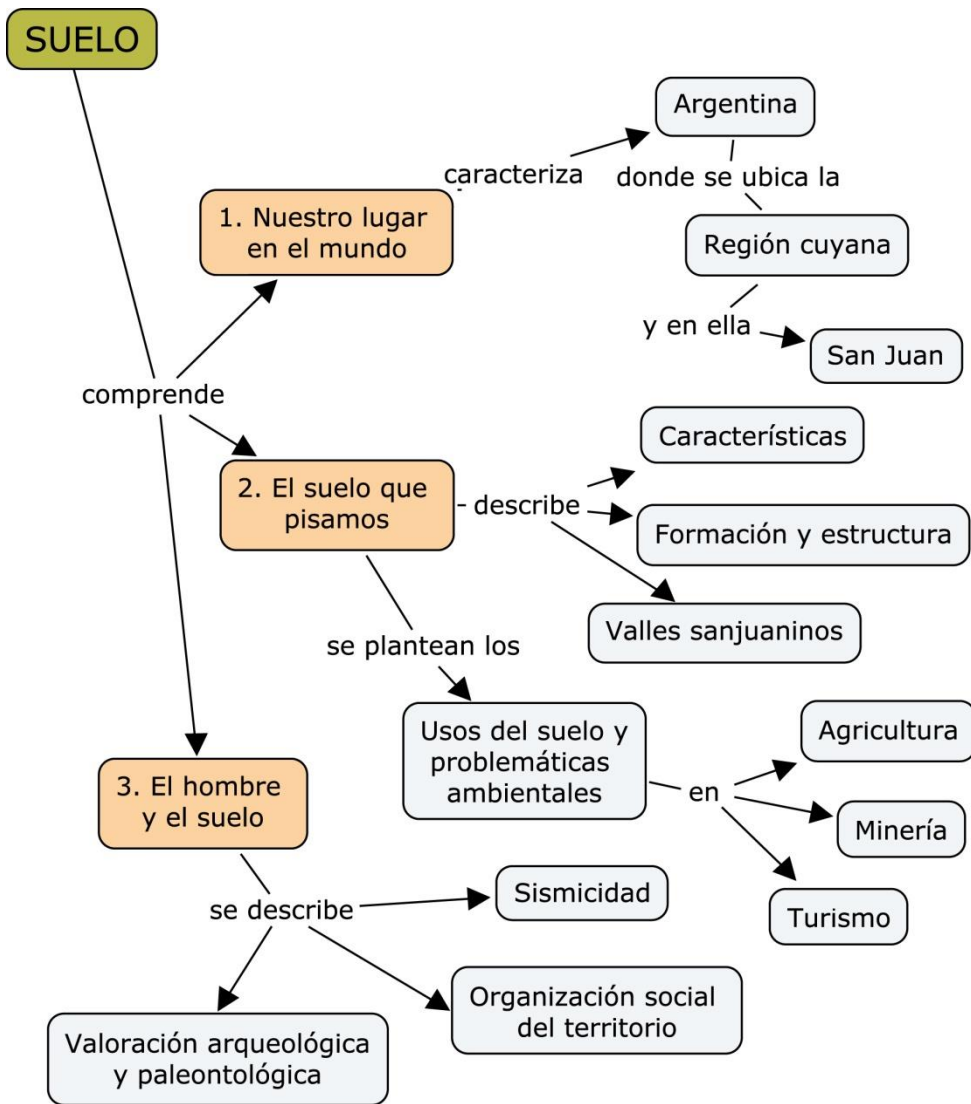 SUELO
Argentina
caracteriza
donde se ubica la
1. Nuestro lugar
en el mundo
Región cuyana
y en ella
San Juan
comprende
Características
2. El suelo que
pisamos
describe
Formación y estructura
Valles sanjuaninos
se plantean los
Usos del suelo y
problemáticas
ambientales
en
Agricultura
Minería
Turismo
3. El hombre
y el suelo
se describe
Sismicidad
Organización social
del territorio
Valoración arqueológica
y paleontológica